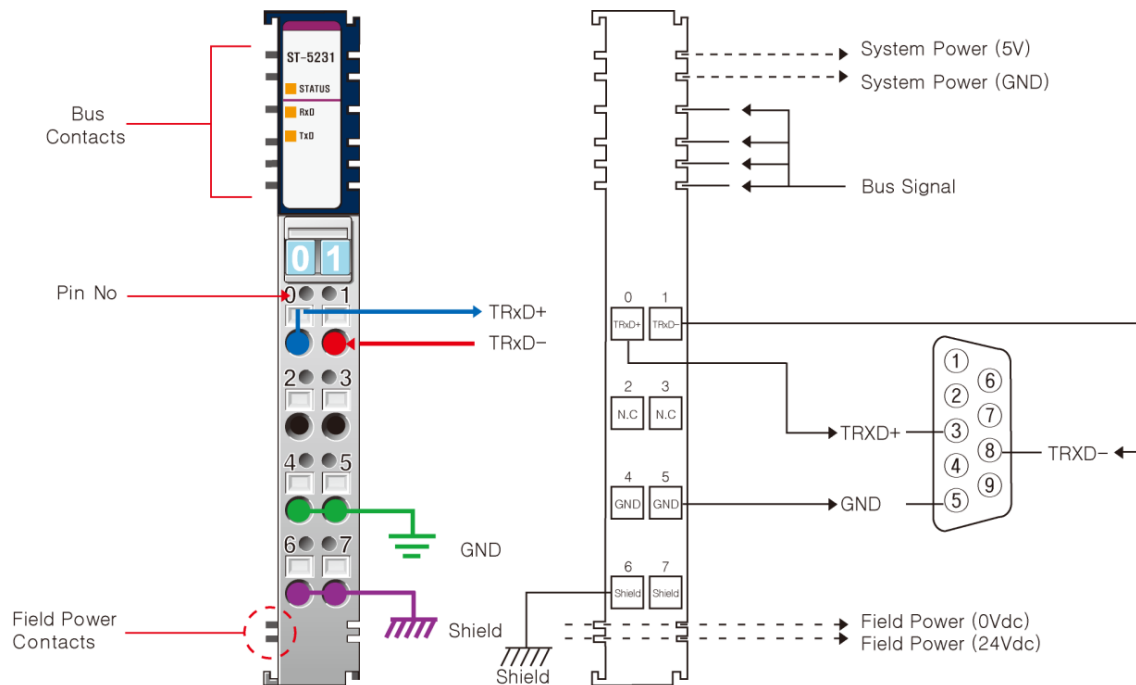 ST-5231
STATUS
RxD
TxD
Bus
Contacts
01
Pin No
0 1
TRxD+
TRxD-
2 3
4 5
GND
6 7
Shield
Field Power
Contacts
System Power (5V)
System Power (GND)
Bus Signal
0 1
TRxD+ TRxD-
2 3
N.C N.C
4 5
GND GND
6 7
Shield Shield
Shield
TRXD+
GND
1
2
3
4
5
6
7
8
9
TRXD-
Field Power (0Vdc)
Field Power (24Vdc)